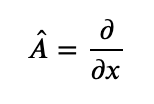 Â = ∂/∂x